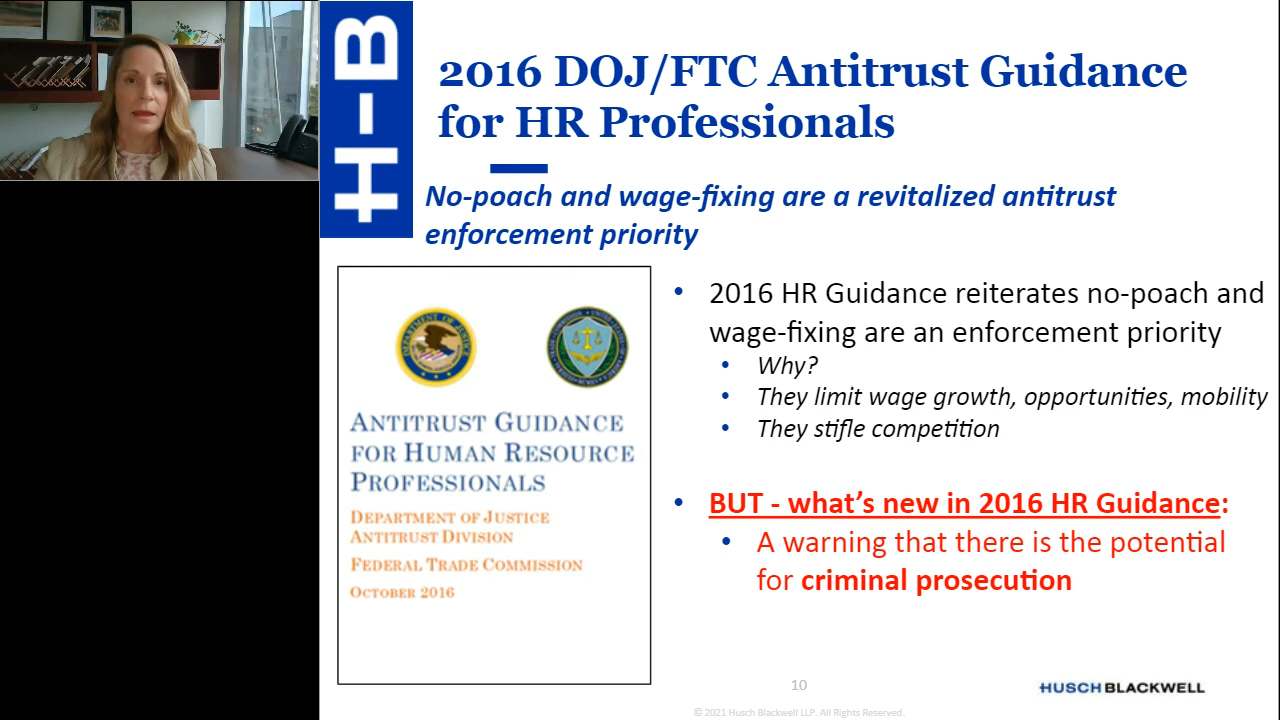 H-B
2016 DOJ/FTC Antitrust Guidance
for HR Professionals
No-poach and wage-fixing are a revitalized antitrust
enforcement priority
ANTITRUST GUIDANCE
FOR HUMAN RESOURCE
PROFESSIONALS
DEPARTMENT OF JUSTICE
ANTITRUST DIVISION
FEDERAL TRADE COMMISSION
OCTOBER 2016
• 2016 HR Guidance reiterates no-poach and
wage-fixing are an enforcement priority
• Why?
• They limit wage growth, opportunities, mobility
• They stifle competition
• BUT - what’s new in 2016 HR Guidance:
• A warning that there is the potential
for criminal prosecution
10
HUSCH BLACKWELL
© 2021 Husch Blackwell LLP. All Rights Reserved.